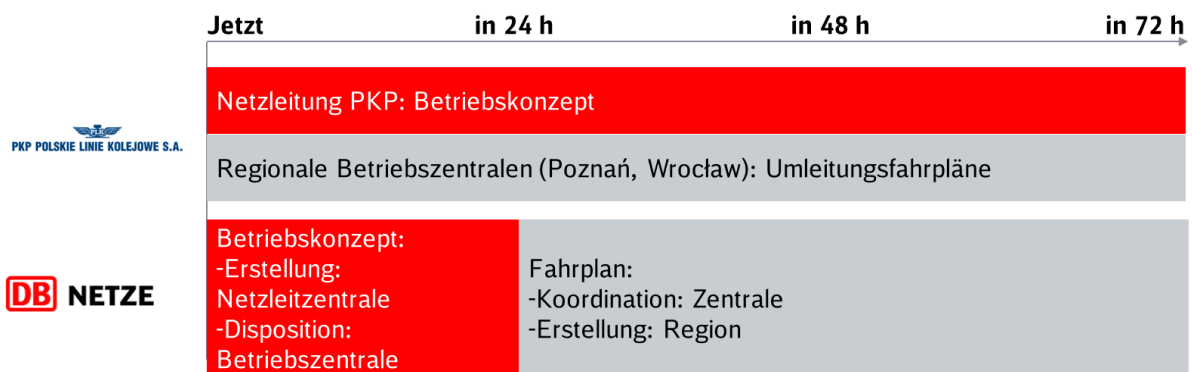 Jetzt in 24 h in 48 h in 72 h
Netzleitung PKP: Betriebskonzept
PLK
PKP POLSKIE LINIE KOLEJOWE S.A.
Regionale Betriebszentralen (Poznań, Wrocław): Umleitungsfahrpläne
Betriebskonzept:
-Erstellung:
Netzleitzentrale
-Disposition:
Betriebszentrale
Fahrplan:
-Koordination: Zentrale
-Erstellung: Region
DB NETZE